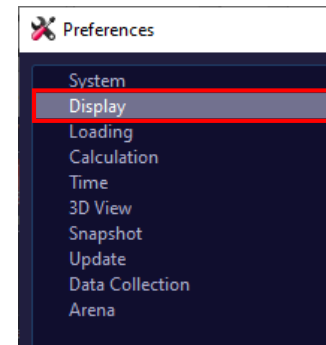 Preferences
System
Display
Loading
Calculation
Time
3D View
Snapshot
Update
Data Collection
Arena